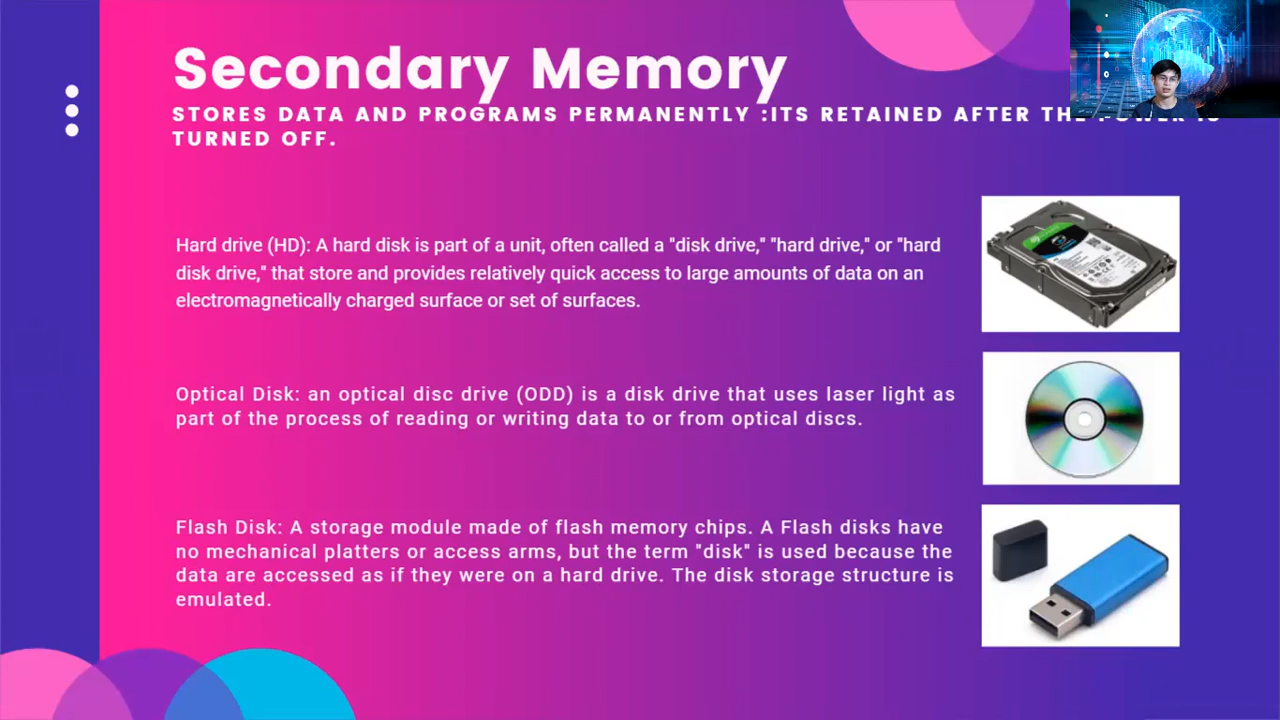 Secondary Memory
STORES DATA AND PROGRAMS PERMANENTLY :ITS RETAINED AFTER THE POWER IS
TURNED OFF.
Hard drive (HD): A hard disk is part of a unit, often called a "disk drive," "hard drive," or "hard
disk drive," that store and provides relatively quick access to large amounts of data on an
electromagnetically charged surface or set of surfaces.
Optical Disk: an optical disc drive (ODD) is a disk drive that uses laser light as
part of the process of reading or writing data to or from optical discs.
Flash Disk: A storage module made of flash memory chips. A Flash disks have
no mechanical platters or access arms, but the term "disk" is used because the
data are accessed as if they were on a hard drive. The disk storage structure is
emulated.